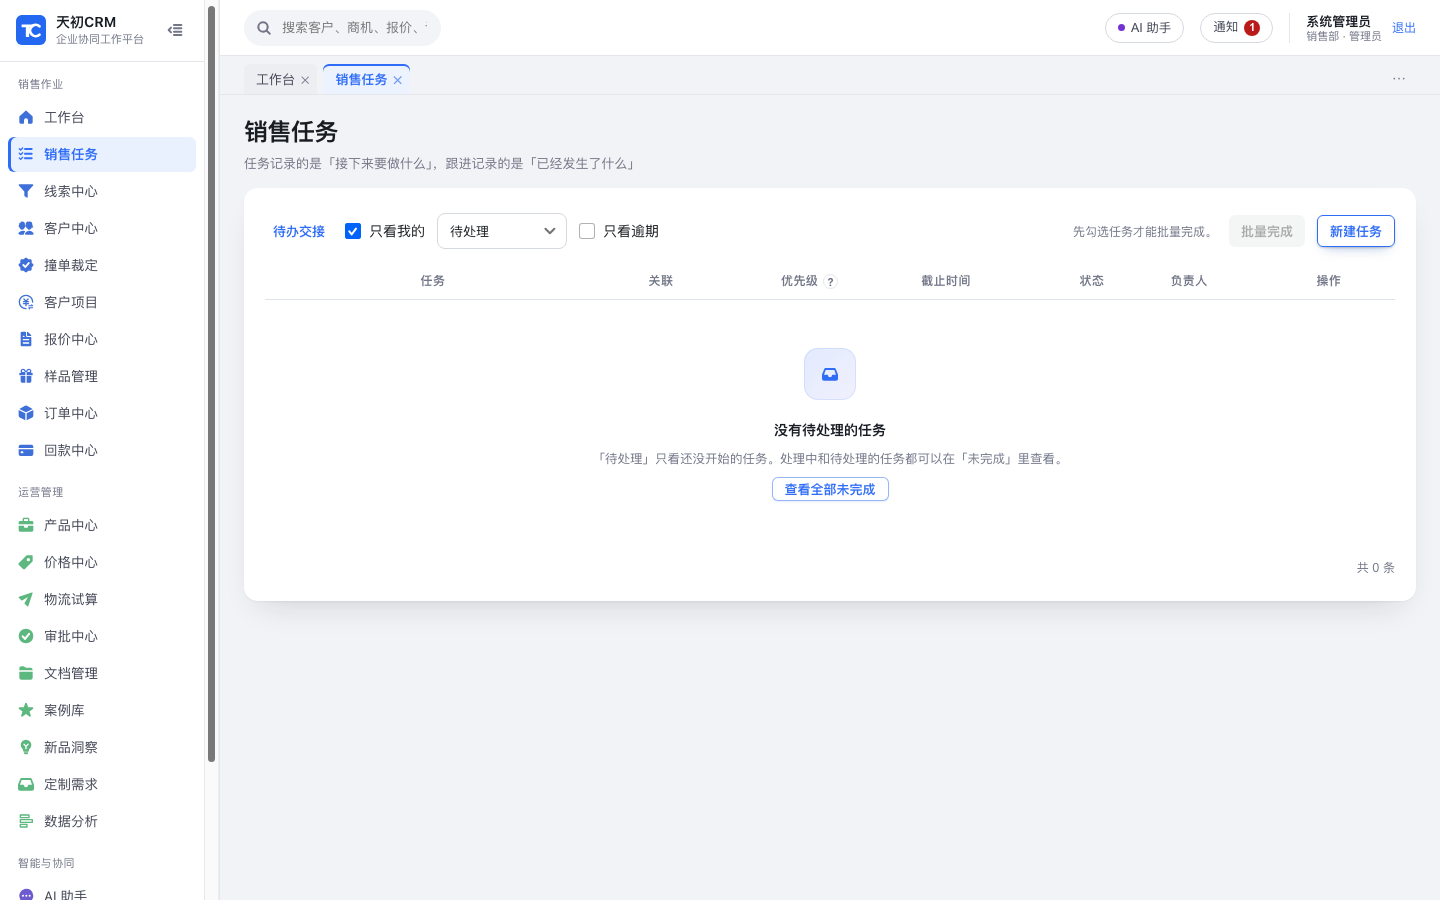 天初CRM
企业协同工作平台
搜索客户、商机、报价、
AI 助手
通知 1
系统管理员
销售部 · 管理员
退出
工作台
销售任务
销售作业
工作台
销售任务
线索中心
客户中心
撞单裁定
客户项目
报价中心
样品管理
订单中心
回款中心
运营管理
产品中心
价格中心
物流试算
审批中心
文档管理
案例库
新品洞察
定制需求
数据分析
智能与协同
AI 助手
销售任务
任务记录的是「接下来要做什么」，跟进记录的是「已经发生了什么」
待办交接
只看我的
待处理
只看逾期
先勾选任务才能批量完成。
批量完成
新建任务
任务 关联 优先级 ? 截止时间 状态 负责人 操作
没有待处理的任务
「待处理」只看还没开始的任务。处理中和待处理的任务都可以在「未完成」里查看。
查看全部未完成
共 0 条